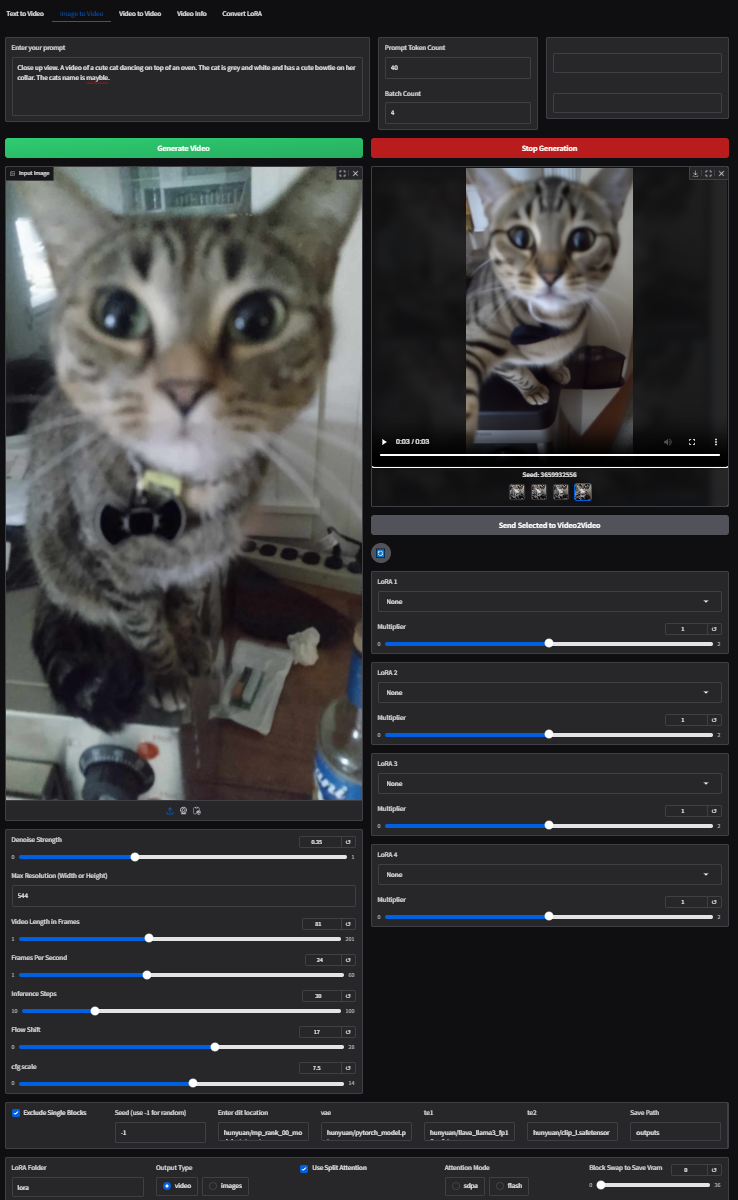 Text to Video
Image to Video
Video to Video
Video Info
Convert LoRA
Enter your prompt
Close up view. A video of a cute cat dancing on top of an oven. The cat is grey and white and has a cute bowtie on her
collar. The cats name is mayble.
Prompt Token Count
40
Batch Count
4
Generate Video
Stop Generation
Input Image
0:03 / 0:03
Seed: 3659932556
Send Selected to Video2Video
LoRA 1
None
Multiplier
1
0
2
LoRA 2
None
Multiplier
1
0
2
LoRA 3
None
Multiplier
1
0
2
LoRA 4
None
Multiplier
1
0
2
Denoise Strength
0.35
0
1
Max Resolution (Width or Height)
544
Video Length in Frames
81
1
201
Frames Per Second
24
1
60
Inference Steps
30
10
100
Flow Shift
17
0
28
cfg scale
7.5
0
14
Exclude Single Blocks
Seed (use -1 for random)
-1
Enter dit location
hunyuan/mp_rank_00_mo
vae
hunyuan/pytorch_model.p
te1
hunyuan/llava_llama3_fp1
te2
hunyuan/clip_l.safetensor
Save Path
outputs
LoRA Folder
lora
Output Type
video
images
Use Split Attention
Attention Mode
sdpa
flash
Block Swap to Save Vram
0
0
36